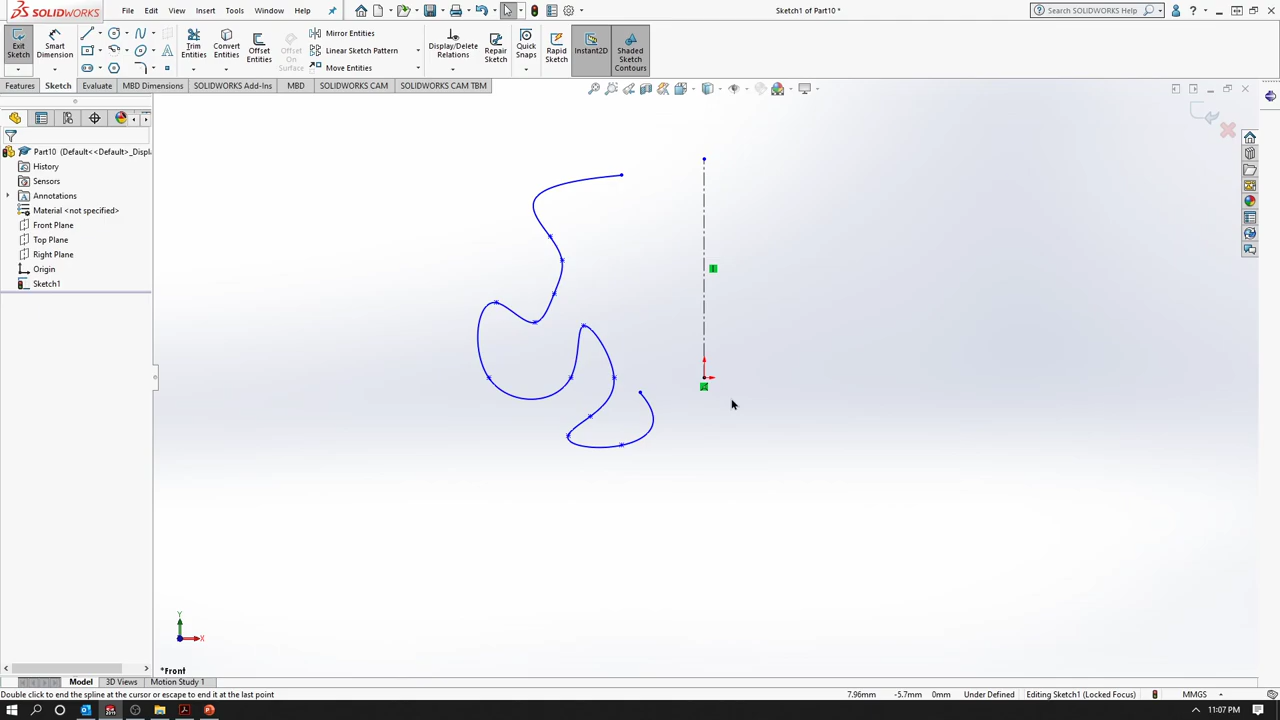 SOLIDWORKS File Edit View Insert Tools Window Help Sketch1 of Part10 * Search SOLIDWORKS Help
Exit Sketch
Smart Dimension
Trim Entities
Convert Entities
Offset Entities
Offset On Surface
Mirror Entities
Linear Sketch Pattern
Move Entities
Display/Delete Relations
Repair Sketch
Quick Snaps
Rapid Sketch
Instant2D
Shaded Sketch Contours
Features Sketch Evaluate MBD Dimensions SOLIDWORKS Add-Ins MBD SOLIDWORKS CAM SOLIDWORKS CAM TBM
Part10 (Default<<Default>_Displ
History
Sensors
Annotations
Material <not specified>
Front Plane
Top Plane
Right Plane
Origin
Sketch1
Y
X
*Front
Model 3D Views Motion Study 1
Double click to end the spline at the cursor or escape to end it at the last point 7.96mm -5.7mm 0mm Under Defined Editing Sketch1 (Locked Focus) MMGS
11:07 PM